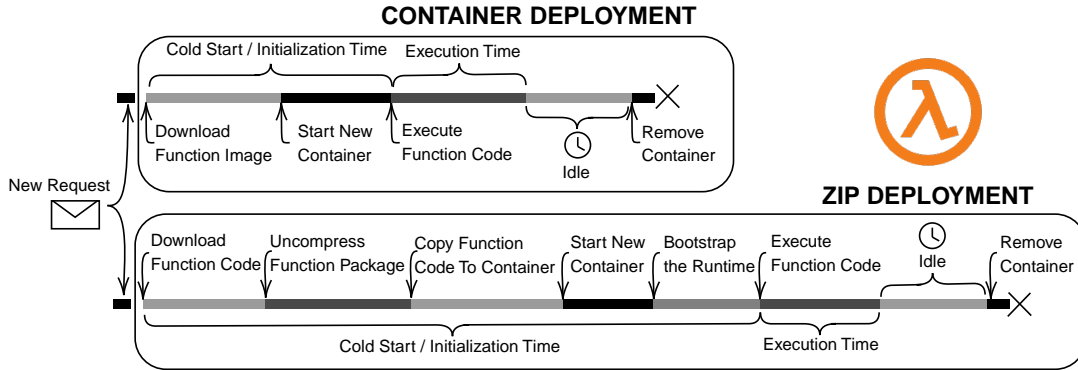 CONTAINER DEPLOYMENT
Cold Start / Initialization Time
Execution Time
Download
Function Image
Start New
Container
Execute
Function Code
Idle
Remove
Container
New Request
λ
ZIP DEPLOYMENT
Download
Function Code
Uncompress
Function Package
Copy Function
Code To Container
Start New
Container
Bootstrap
the Runtime
Execute
Function Code
Idle
Remove
Container
Cold Start / Initialization Time
Execution Time